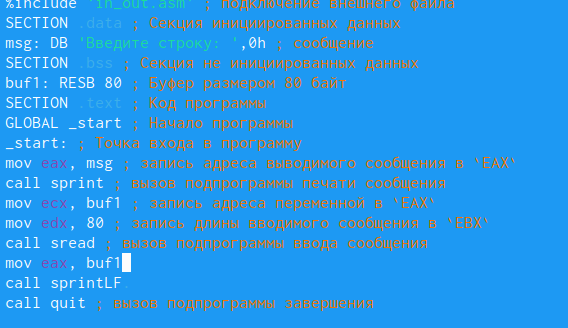 %include 'in_out.asm' ; подключение внешнего файла
SECTION .data ; Секция инициированных данных
msg: DB 'Введите строку: ',0h ; сообщение
SECTION .bss ; Секция не инициированных данных
buf1: RESB 80 ; Буфер размером 80 байт
SECTION .text ; Код программы
GLOBAL _start ; Начало программы
_start: ; Точка входа в программу
mov eax, msg ; запись адреса выводимого сообщения в `EAX`
call sprint ; вызов подпрограммы печати сообщения
mov ecx, buf1 ; запись адреса переменной в `EAX`
mov edx, 80 ; запись длины вводимого сообщения в `EBX`
call sread ; вызов подпрограммы ввода сообщения
mov eax, buf1
call sprintLF
call quit ; вызов подпрограммы завершения